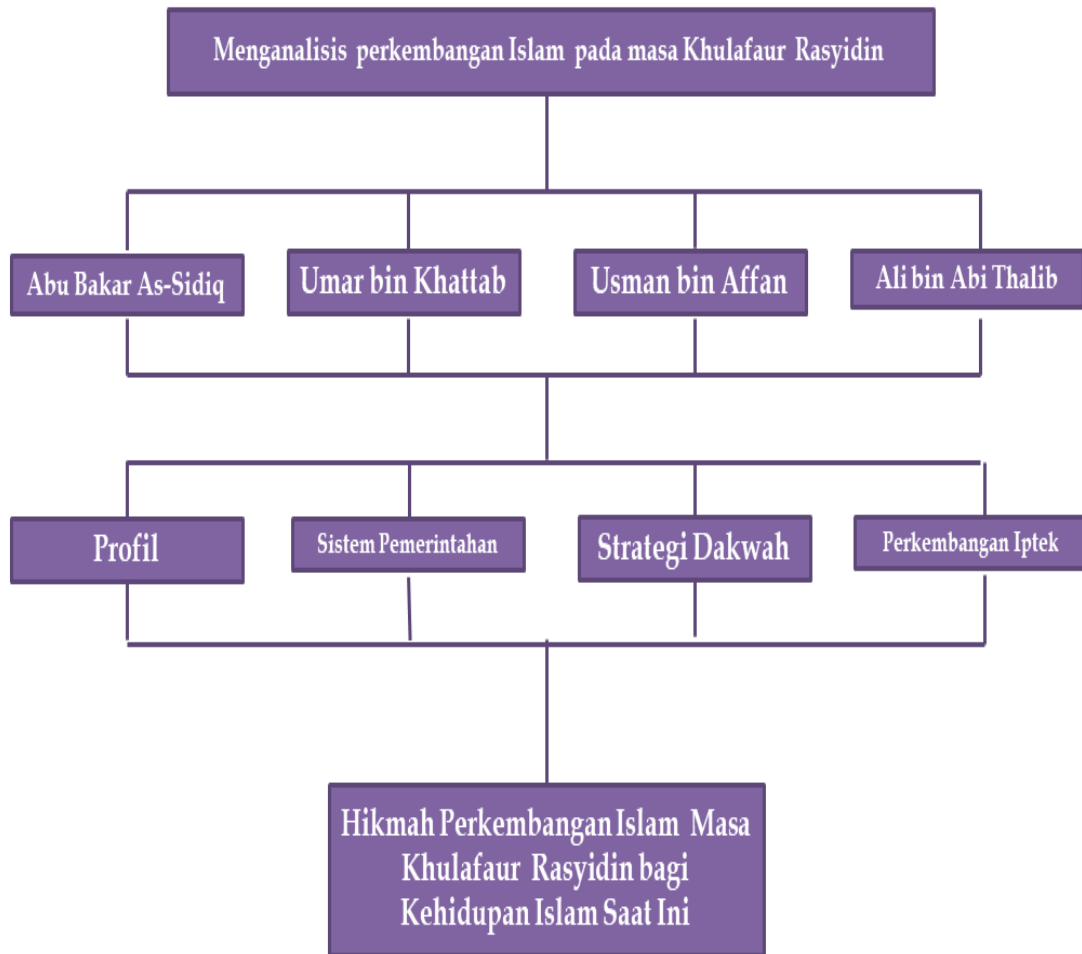 Menganalisis perkembangan Islam pada masa Khulafaur Rasyidin
Abu Bakar As-Sidiq
Umar bin Khattab
Usman bin Affan
Ali bin Abi Thalib
Profil
Sistem Pemerintahan
Strategi Dakwah
Perkembangan Iptek
Hikmah Perkembangan Islam Masa
Khulafaur Rasyidin bagi
Kehidupan Islam Saat Ini